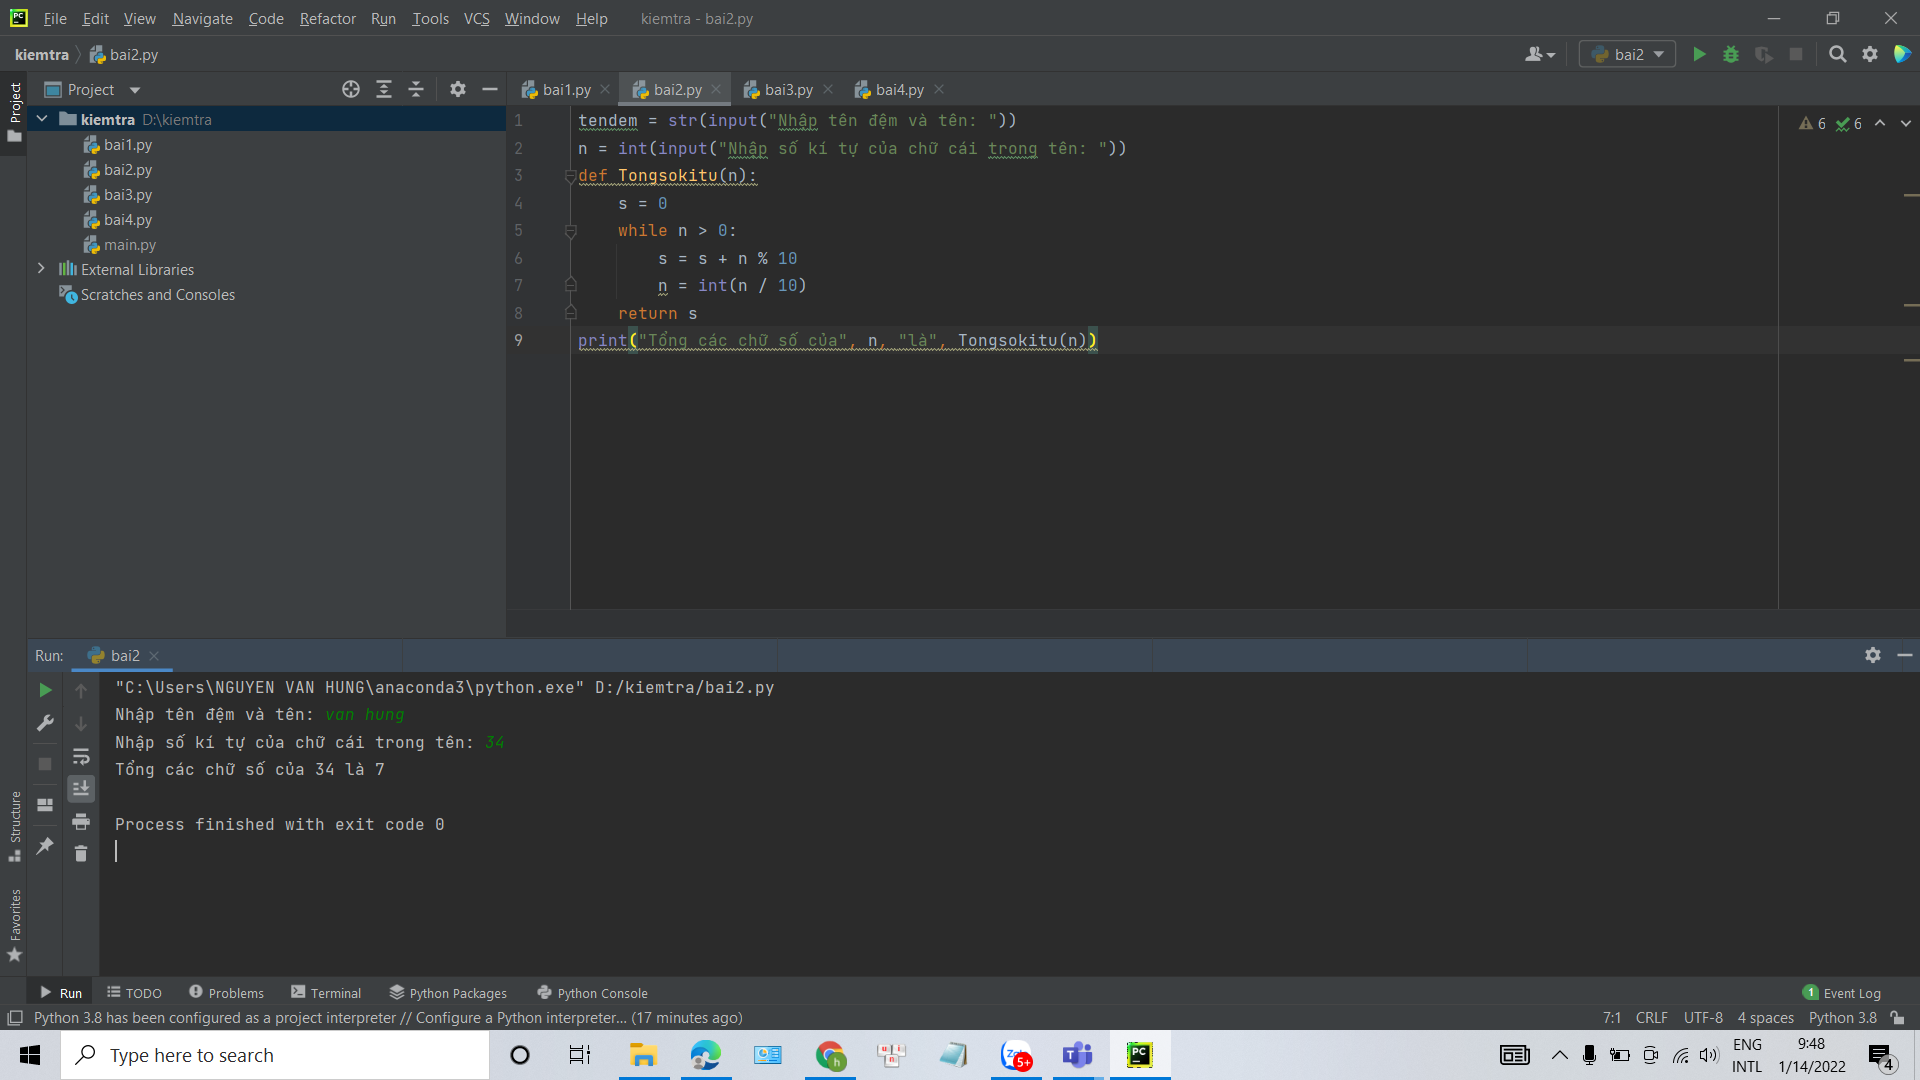 File Edit View Navigate Code Refactor Run Tools VCS Window Help kiemtra - bai2.py
kiemtra bai2.py
bai2
Project
Project
bai1.py bai2.py bai3.py bai4.py
kiemtra D:\kiemtra
bai1.py
bai2.py
bai3.py
bai4.py
main.py
External Libraries
Scratches and Consoles
6 6
1 tendem = str(input("Nhập tên đệm và tên: "))
2 n = int(input("Nhập số kí tự của chữ cái trong tên: "))
3 def Tongsokitu(n):
4 s = 0
5 while n > 0:
6 s = s + n % 10
7 n = int(n / 10)
8 return s
9 print("Tổng các chữ số của", n, "là", Tongsokitu(n))
Run: bai2
"C:\Users\NGUYEN VAN HUNG\anaconda3\python.exe" D:/kiemtra/bai2.py
Nhập tên đệm và tên: van hung
Nhập số kí tự của chữ cái trong tên: 34
Tổng các chữ số của 34 là 7
Process finished with exit code 0
Structure
Favorites
Run TODO Problems Terminal Python Packages Python Console 1 Event Log
Python 3.8 has been configured as a project interpreter // Configure a Python interpreter... (17 minutes ago) 7:1 CRLF UTF-8 4 spaces Python 3.8
Type here to search
5+
ENG
INTL
9:48
1/14/2022
4